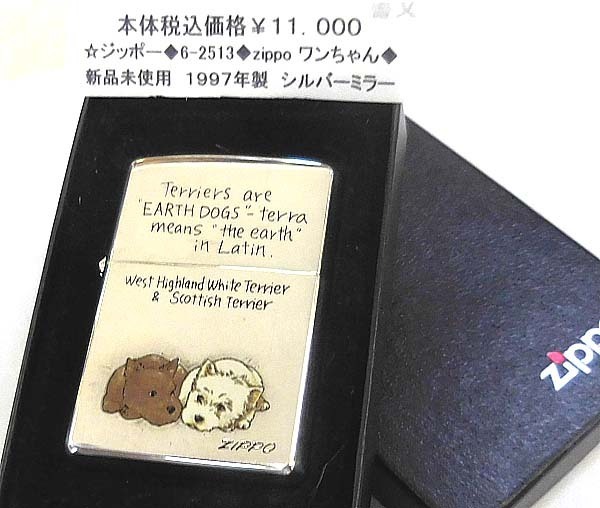 本体税込価格￥11.000
☆ジッポー◆6-2513◆zippo ワンちゃん◆
新品未使用 1997年製 シルバーミラー
Terriers are
"EARTH DOGS"-terra
means "the earth"
in Latin.
West Highland White Terrier
& Scottish Terrier
ZIPPO
zippo